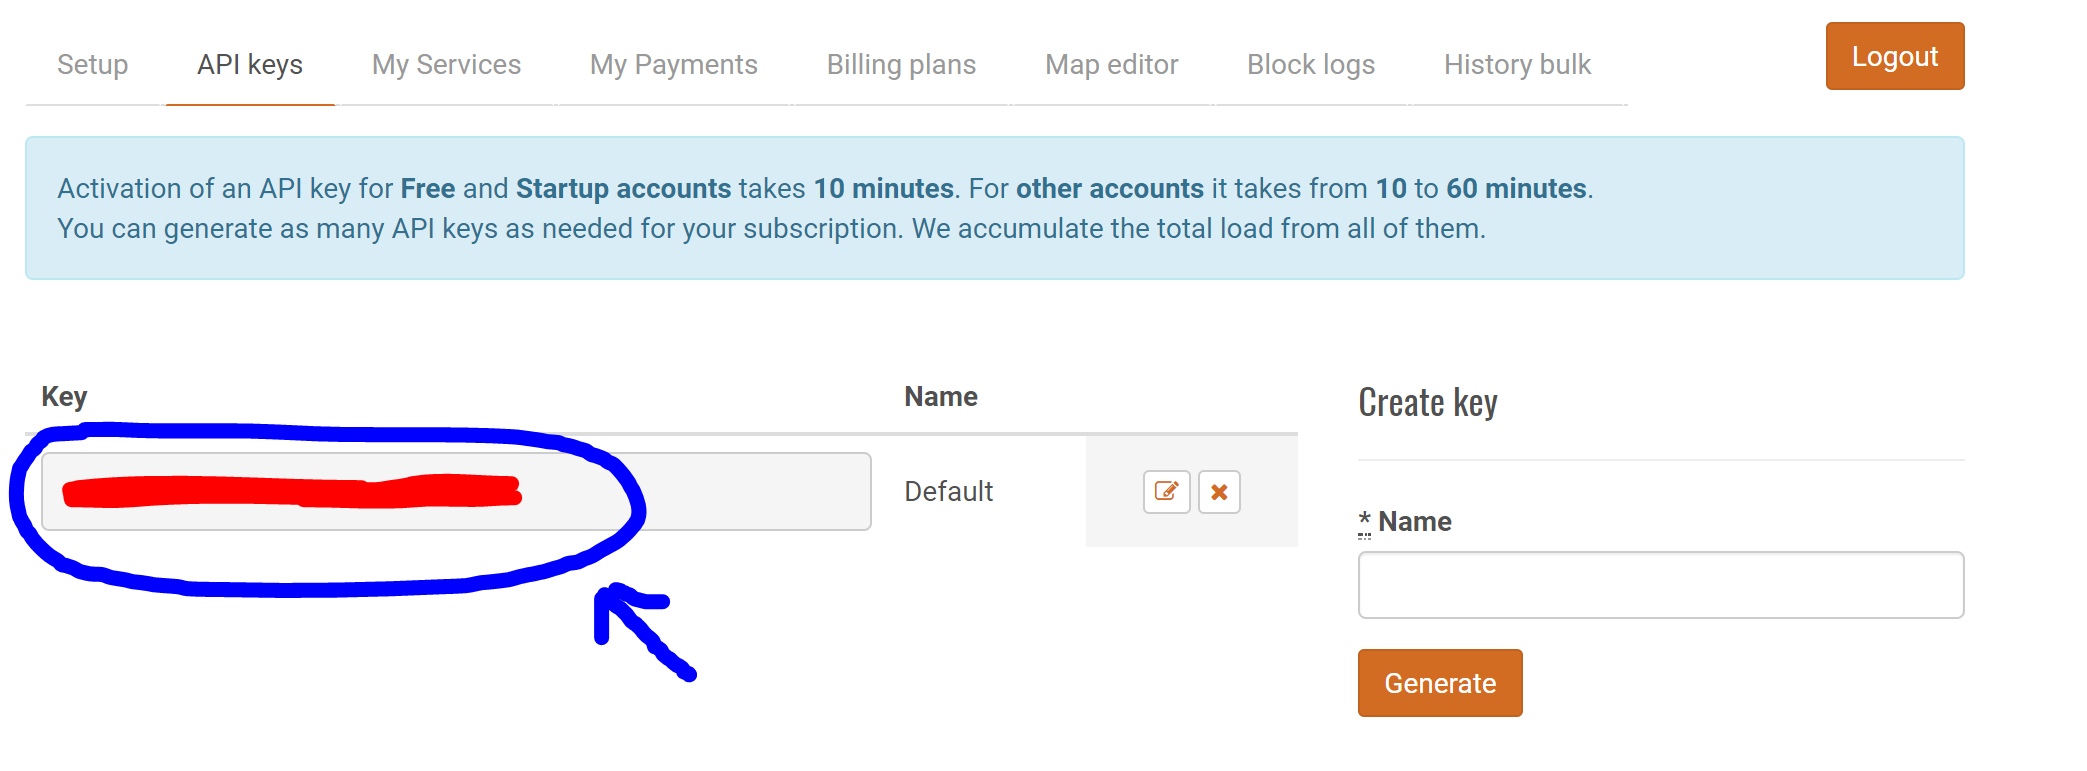 Setup API keys My Services My Payments Billing plans Map editor Block logs History bulk Logout
Activation of an API key for Free and Startup accounts takes 10 minutes. For other accounts it takes from 10 to 60 minutes.
You can generate as many API keys as needed for your subscription. We accumulate the total load from all of them.
Key Name
Default
Create key
* Name
Generate